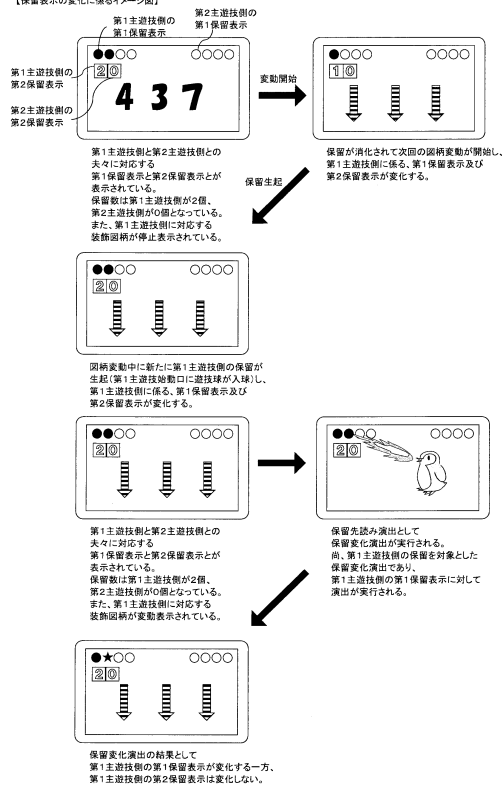 【保留表示の変化に係るイメージ図】
第1主遊技側の
第1保留表示
第2主遊技側の
第1保留表示
第1主遊技側の
第2保留表示
第2主遊技側の
第2保留表示
20
4 3 7
変動開始
10
第1主遊技側と第2主遊技側との
夫々に対応する
第1保留表示と第2保留表示とが
表示されている。
保留数は第1主遊技側が2個、
第2主遊技側が0個となっている。
また、第1主遊技側に対応する
装飾図柄が停止表示されている。
保留が消化されて次回の図柄変動が開始し、
第1主遊技側に係る、第1保留表示及び
第2保留表示が変化する。
保留生起
20
図柄変動中に新たに第1主遊技側の保留が
生起(第1主遊技始動口に遊技球が入球)し、
第1主遊技側に係る、第1保留表示及び
第2保留表示が変化する。
20
20
第1主遊技側と第2主遊技側との
夫々に対応する
第1保留表示と第2保留表示とが
表示されている。
保留数は第1主遊技側が2個、
第2主遊技側が0個となっている。
また、第1主遊技側に対応する
装飾図柄が変動表示されている。
保留先読み演出として
保留変化演出が実行される。
尚、第1主遊技側の保留を対象とした
保留変化演出であり、
第1主遊技側の第1保留表示に対して
演出が実行される。
20
保留変化演出の結果として
第1主遊技側の第1保留表示が変化する一方、
第1主遊技側の第2保留表示は変化しない。